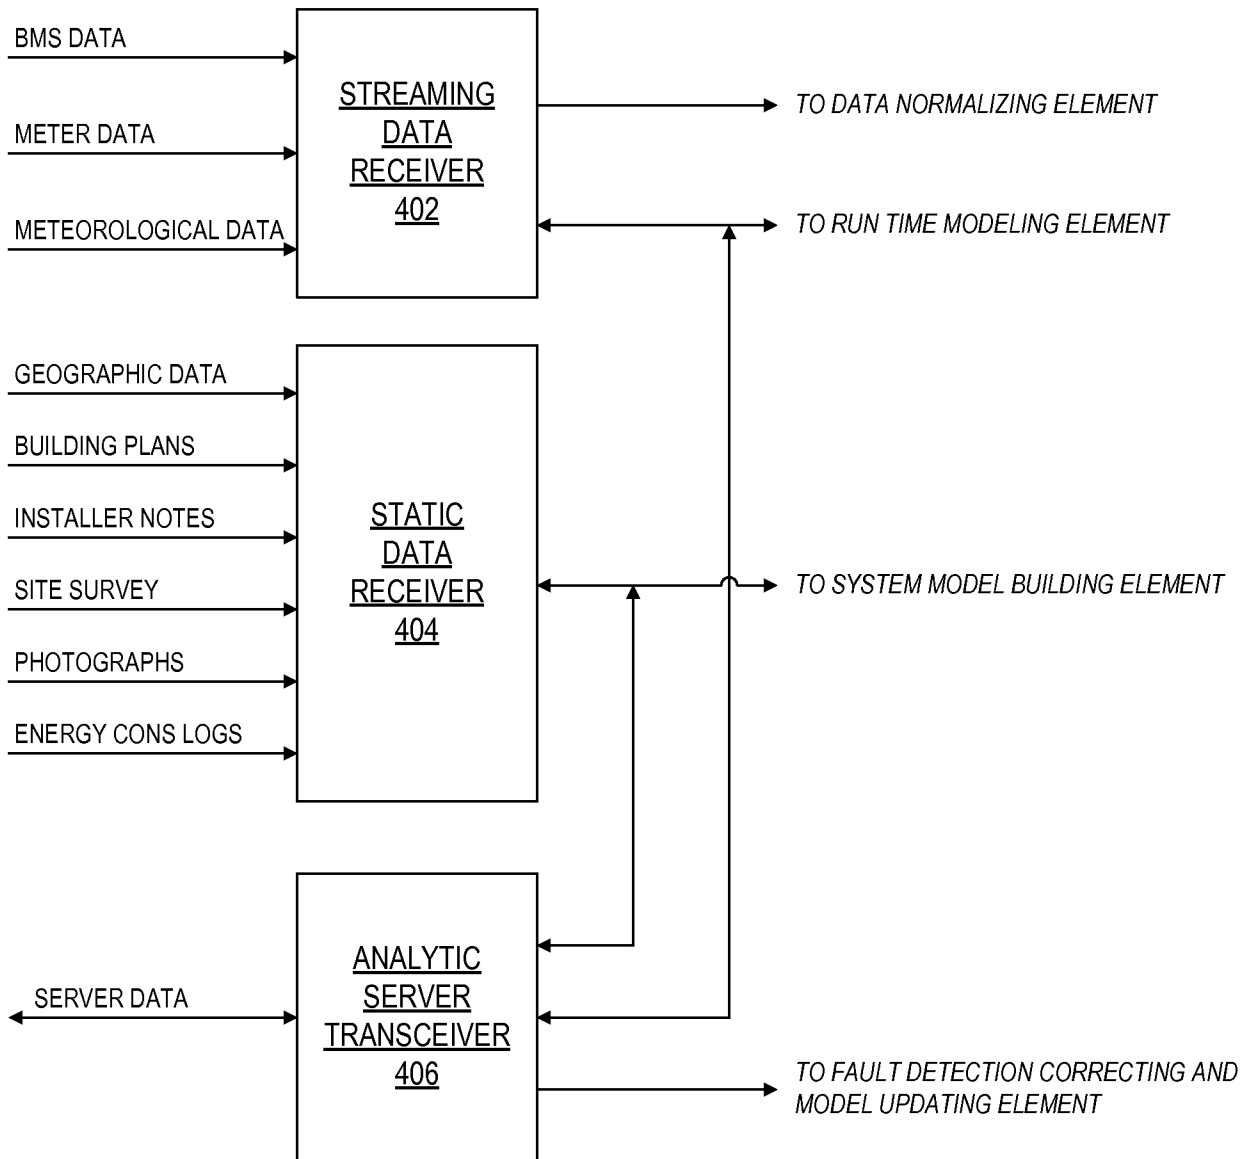 BMS DATA
METER DATA
METEOROLOGICAL DATA
STREAMING
DATA
RECEIVER
402
TO DATA NORMALIZING ELEMENT
TO RUN TIME MODELING ELEMENT
GEOGRAPHIC DATA
BUILDING PLANS
INSTALLER NOTES
SITE SURVEY
PHOTOGRAPHS
ENERGY CONS LOGS
STATIC
DATA
RECEIVER
404
TO SYSTEM MODEL BUILDING ELEMENT
SERVER DATA
ANALYTIC
SERVER
TRANSCEIVER
406
TO FAULT DETECTION CORRECTING AND
MODEL UPDATING ELEMENT